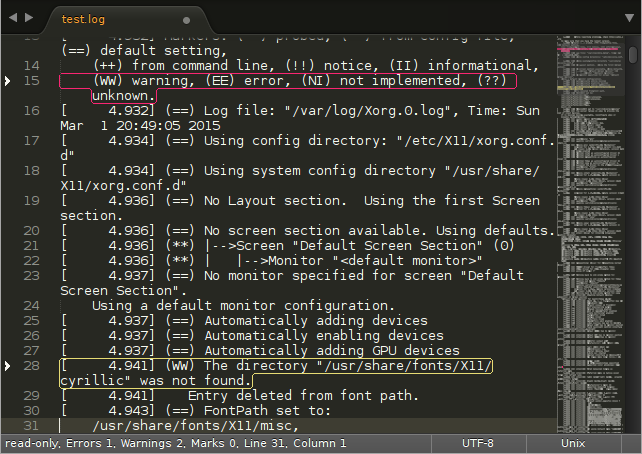 test.log
(==) default setting,
14 (++) from command line, (!!) notice, (II) informational,
15 (WW) warning, (EE) error, (NI) not implemented, (??)
unknown.
16 [ 4.932] (==) Log file: "/var/log/Xorg.0.log", Time: Sun
Mar 1 20:49:05 2015
17 [ 4.934] (==) Using config directory: "/etc/X11/xorg.conf.
d"
18 [ 4.934] (==) Using system config directory "/usr/share/
X11/xorg.conf.d"
19 [ 4.936] (==) No Layout section. Using the first Screen
section.
20 [ 4.936] (==) No screen section available. Using defaults.
21 [ 4.936] (**) |-->Screen "Default Screen Section" (0)
22 [ 4.936] (**) | |-->Monitor "<default monitor>"
23 [ 4.937] (==) No monitor specified for screen "Default
Screen Section".
24 Using a default monitor configuration.
25 [ 4.937] (==) Automatically adding devices
26 [ 4.937] (==) Automatically enabling devices
27 [ 4.937] (==) Automatically adding GPU devices
28 [ 4.941] (WW) The directory "/usr/share/fonts/X11/
cyrillic" was not found.
29 [ 4.941] Entry deleted from font path.
30 [ 4.943] (==) FontPath set to:
31 /usr/share/fonts/X11/misc,
read-only, Errors 1, Warnings 2, Marks 0, Line 31, Column 1 UTF-8 Unix